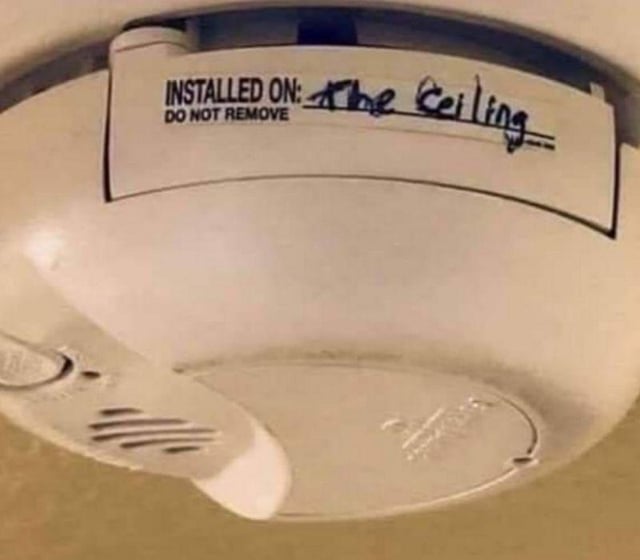 INSTALLED ON: the Ceiling
DO NOT REMOVE